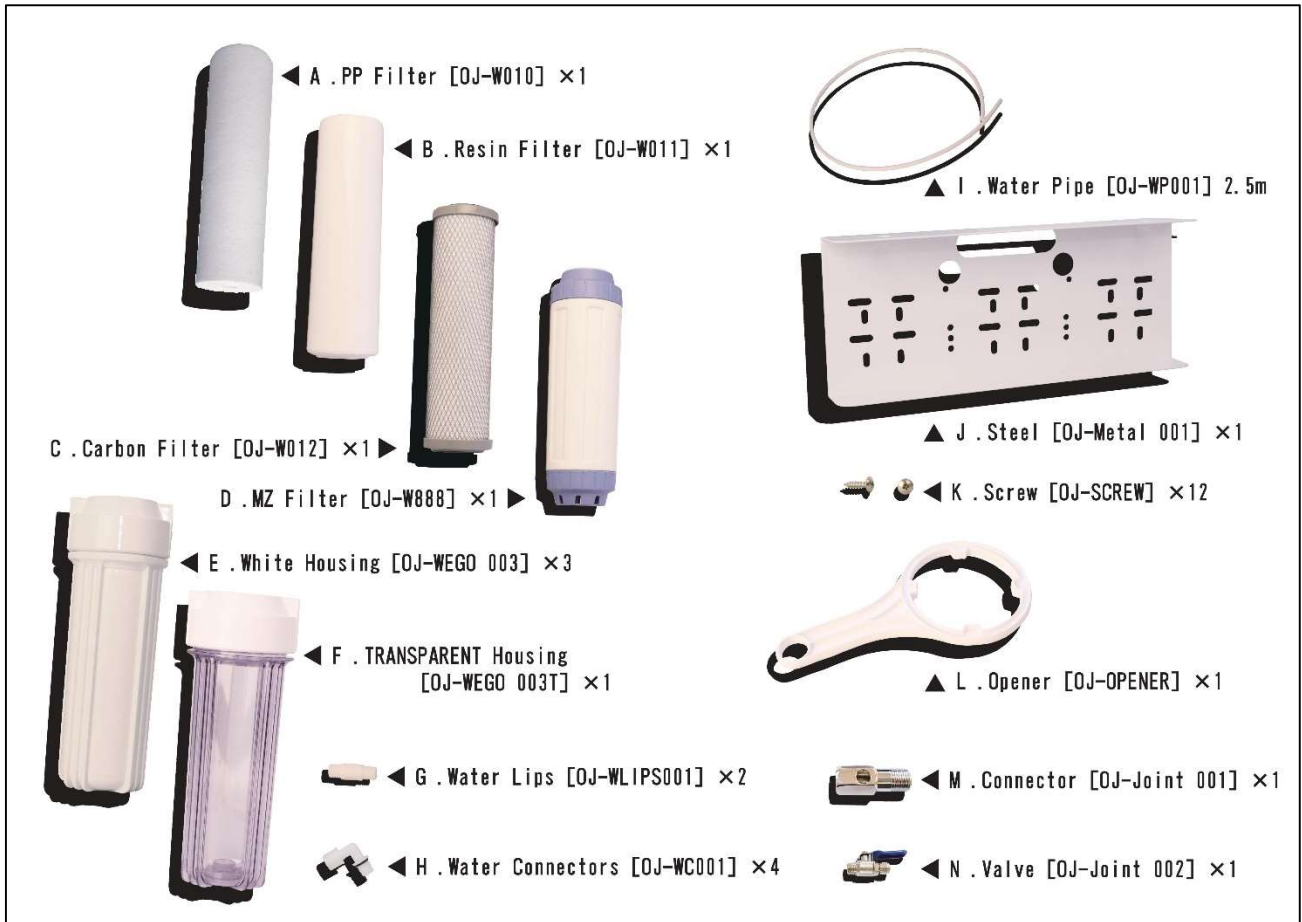 ◀ A .PP Filter [OJ-W010] ×1
◀ B .Resin Filter [OJ-W011] ×1
C .Carbon Filter [OJ-W012] ×1 ▶
D .MZ Filter [OJ-W888] ×1 ▶
◀ E .White Housing [OJ-WEGO 003] ×3
◀ F .TRANSPARENT Housing
[OJ-WEGO 003T] ×1
◀ G .Water Lips [OJ-WLIPS001] ×2
◀ H .Water Connectors [OJ-WC001] ×4
▲ I .Water Pipe [OJ-WP001] 2.5m
▲ J .Steel [OJ-Metal 001] ×1
◀ K .Screw [OJ-SCREW] ×12
▲ L .Opener [OJ-OPENER] ×1
◀ M .Connector [OJ-Joint 001] ×1
◀ N .Valve [OJ-Joint 002] ×1